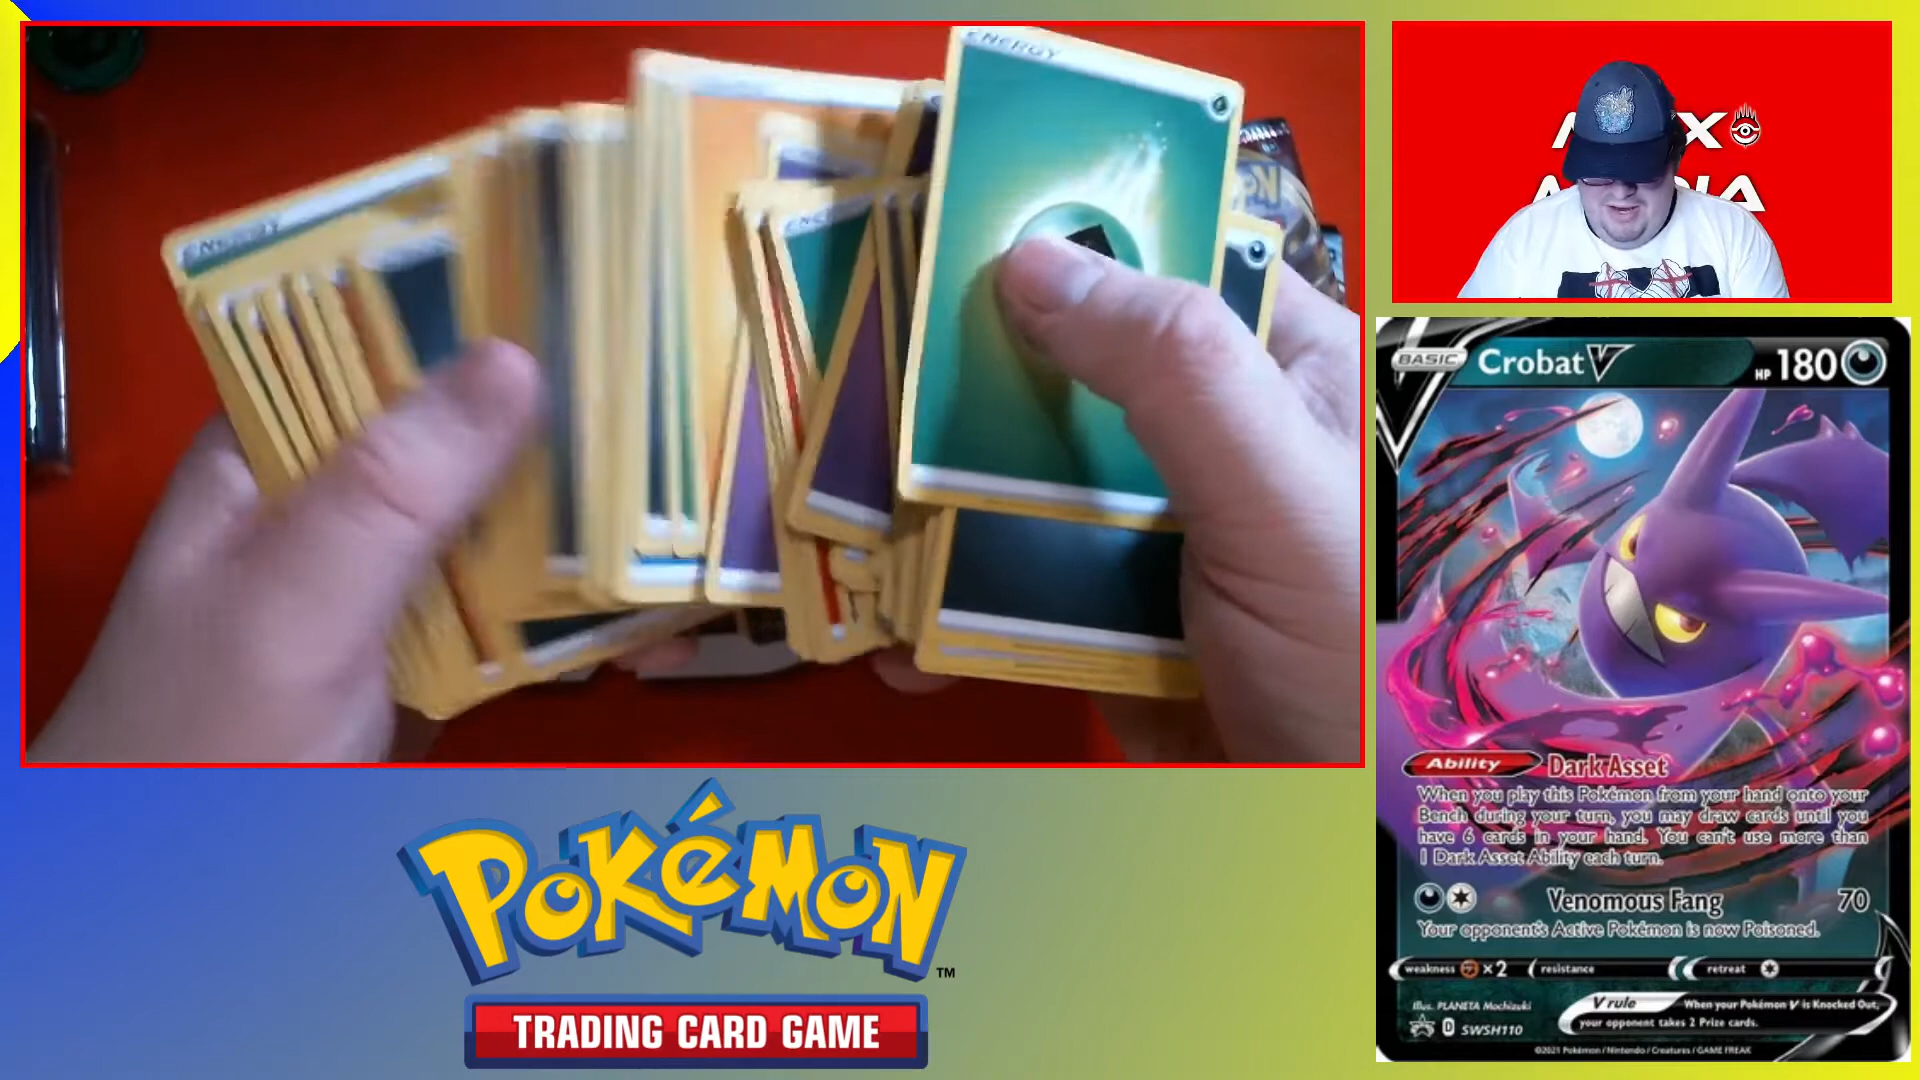 ENERGY
ENERGY
ENERGY
BASIC Crobat V HP 180
Ability Dark Asset
When you play this Pokémon from your hand onto your
Bench during your turn, you may draw cards until you
have 6 cards in your hand. You can't use more than
1 Dark Asset Ability each turn.
Venomous Fang 70
Your opponent's Active Pokémon is now Poisoned.
weakness ×2 resistance retreat
Illus. PLANETA Mochizuki
D SWSH110
V rule When your Pokémon V is Knocked Out,
your opponent takes 2 Prize cards.
©2021 Pokémon / Nintendo / Creatures / GAME FREAK
POKéMON
TM
TRADING CARD GAME